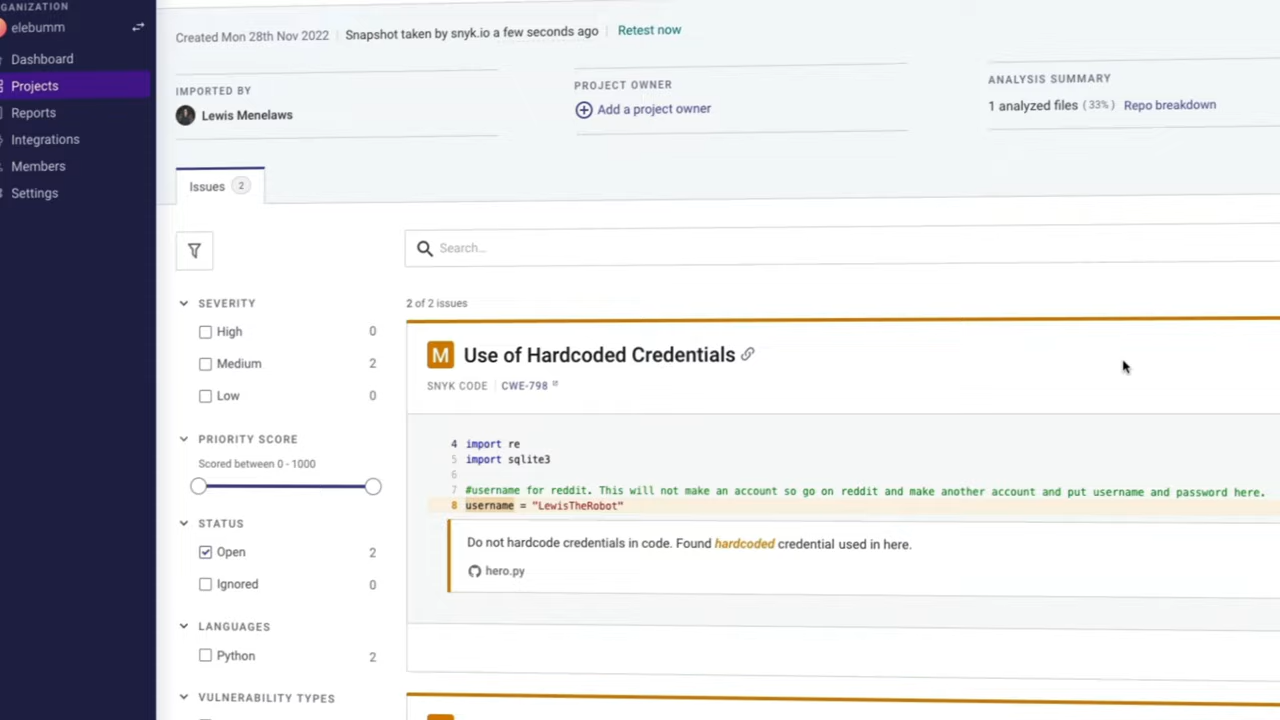 GANIZATION
elebumm
Dashboard
Projects
Reports
Integrations
Members
Settings
Created Mon 28th Nov 2022 | Snapshot taken by snyk.io a few seconds ago | Retest now
IMPORTED BY
Lewis Menelaws
PROJECT OWNER
Add a project owner
ANALYSIS SUMMARY
1 analyzed files (33%) Repo breakdown
Issues 2
Search...
SEVERITY
High 0
Medium 2
Low 0
PRIORITY SCORE
Scored between 0 - 1000
STATUS
Open 2
Ignored 0
LANGUAGES
Python 2
VULNERABILITY TYPES
2 of 2 issues
M Use of Hardcoded Credentials
SNYK CODE | CWE-798
4 import re
5 import sqlite3
6
7 #username for reddit. This will not make an account so go on reddit and make another account and put username and password here.
8 username = "LewisTheRobot"
Do not hardcode credentials in code. Found hardcoded credential used in here.
hero.py